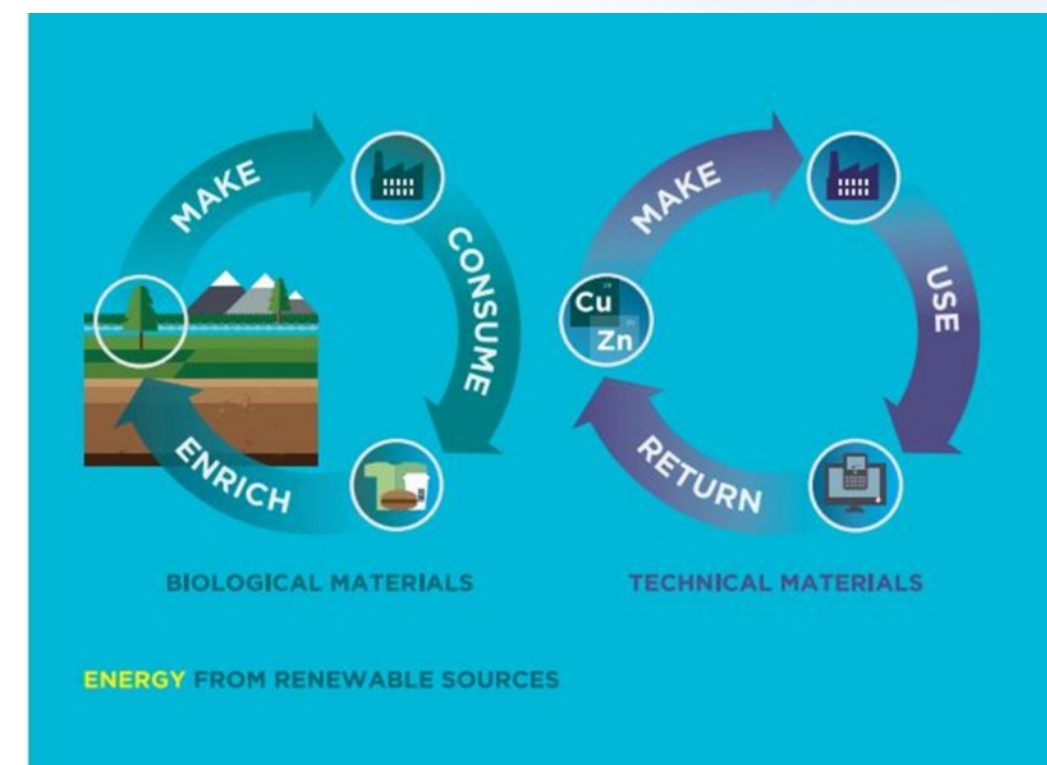 MAKE
CONSUME
ENRICH
BIOLOGICAL MATERIALS
MAKE
USE
RETURN
Cu
Zn
TECHNICAL MATERIALS
ENERGY FROM RENEWABLE SOURCES